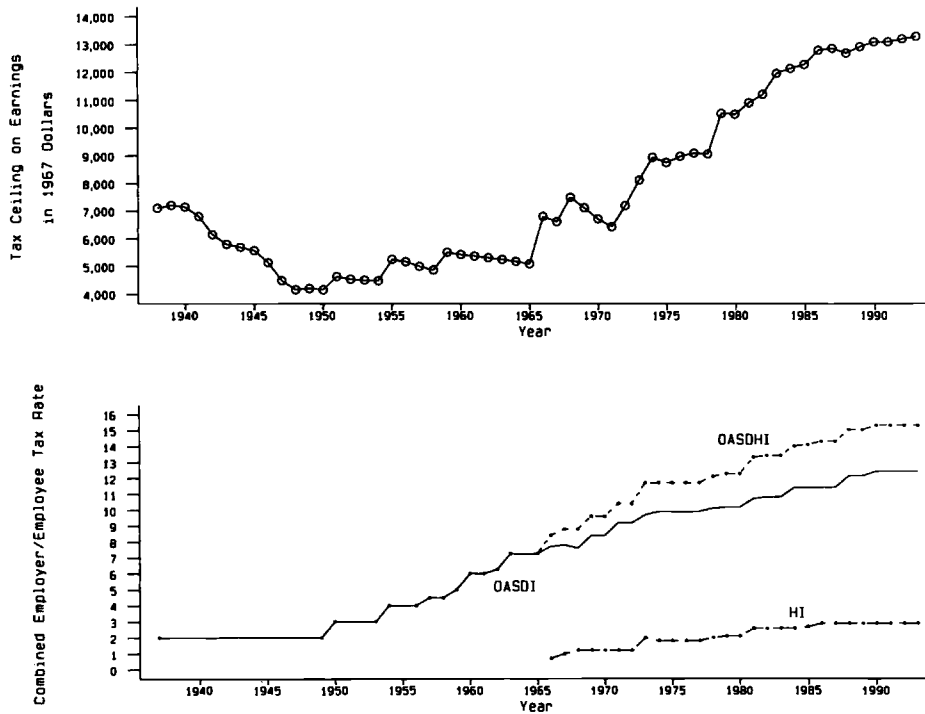 Tax Ceiling on Earnings
in 1967 Dollars
14,000
13,000
12,000
11,000
10,000
9,000
8,000
7,000
6,000
5,000
4,000
1940 1945 1950 1955 1960 1965 1970 1975 1980 1985 1990
Year
Combined Employer/Employee Tax Rate
16
15
14
13
12
11
10
9
8
7
6
5
4
3
2
1
0
OASDHI
OASDI
HI
1940 1945 1950 1955 1960 1965 1970 1975 1980 1985 1990
Year